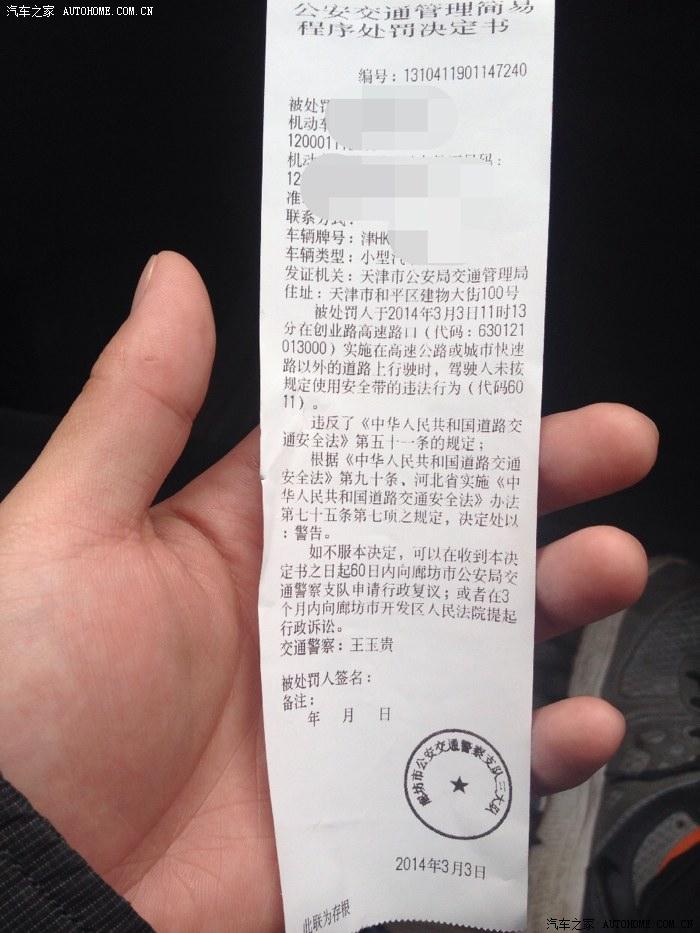 汽车之家 AUTOHOME.COM.CN
公安交通管理简易
程序处罚决定书
编号：1310411901147240
被处罚
机动车
120001
机动 号码：
12
准
联系方式：
车辆牌号：津HK
车辆类型：小型汽
发证机关：天津市公安局交通管理局
住址：天津市和平区建物大街100号
被处罚人于2014年3月3日11时13
分在创业路高速路口（代码：630121
013000）实施在高速公路或城市快速
路以外的道路上行驶时，驾驶人未按
规定使用安全带的违法行为（代码60
11）。
违反了《中华人民共和国道路交
通安全法》第五十一条的规定；
根据《中华人民共和国道路交通
安全法》第九十条、河北省实施《中
华人民共和国道路交通安全法》办法
第七十五条第七项之规定，决定处以
：警告。
如不服本决定，可以在收到本决
定书之日起60日内向廊坊市公安局交
通警察支队申请行政复议；或者在3
个月内向廊坊市开发区人民法院提起
行政诉讼。
交通警察：王玉贵
被处罚人签名：
备注：
年 月 日
廊坊市公安交通警察支队三大队
2014年3月3日
此联为存根
汽车之家 AUTOHOME.COM.CN